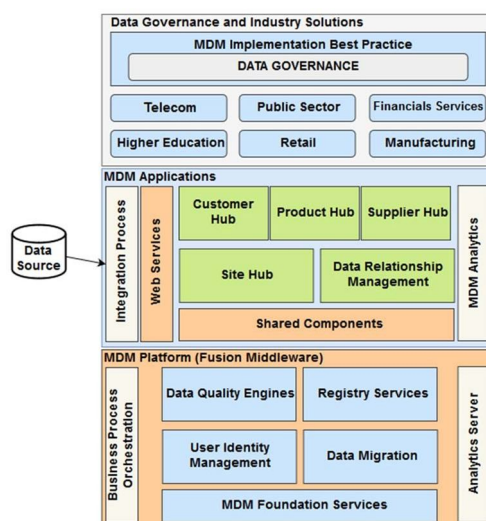 Data Governance and Industry Solutions
MDM Implementation Best Practice
DATA GOVERNANCE
Telecom
Public Sector
Financials Services
Higher Education
Retail
Manufacturing
MDM Applications
Data
Source
Integration Process
Web Services
Customer
Hub
Product Hub
Supplier Hub
Site Hub
Data Relationship
Management
Shared Components
MDM Analytics
MDM Platform (Fusion Middleware)
Business Process
Orchestration
Data Quality Engines
Registry Services
User Identity
Management
Data Migration
MDM Foundation Services
Analytics Server